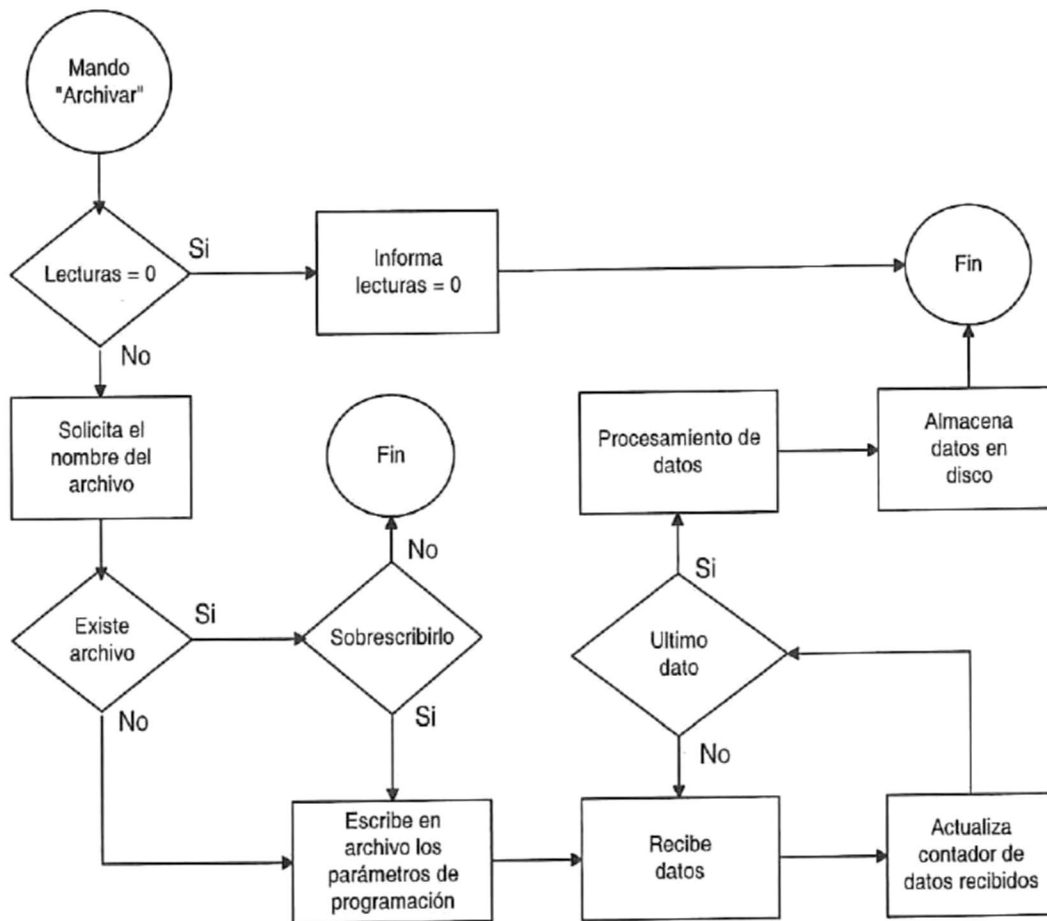 Mando
"Archivar"
Lecturas = 0
Si
Informa
lecturas = 0
Fin
No
Solicita el
nombre del
archivo
Fin
Procesamiento de
datos
Almacena
datos en
disco
No
Si
Existe
archivo
Si
Sobrescribirlo
Ultimo
dato
No
Si
No
Escribe en
archivo los
parámetros de
programación
Recibe
datos
Actualiza
contador de
datos recibidos